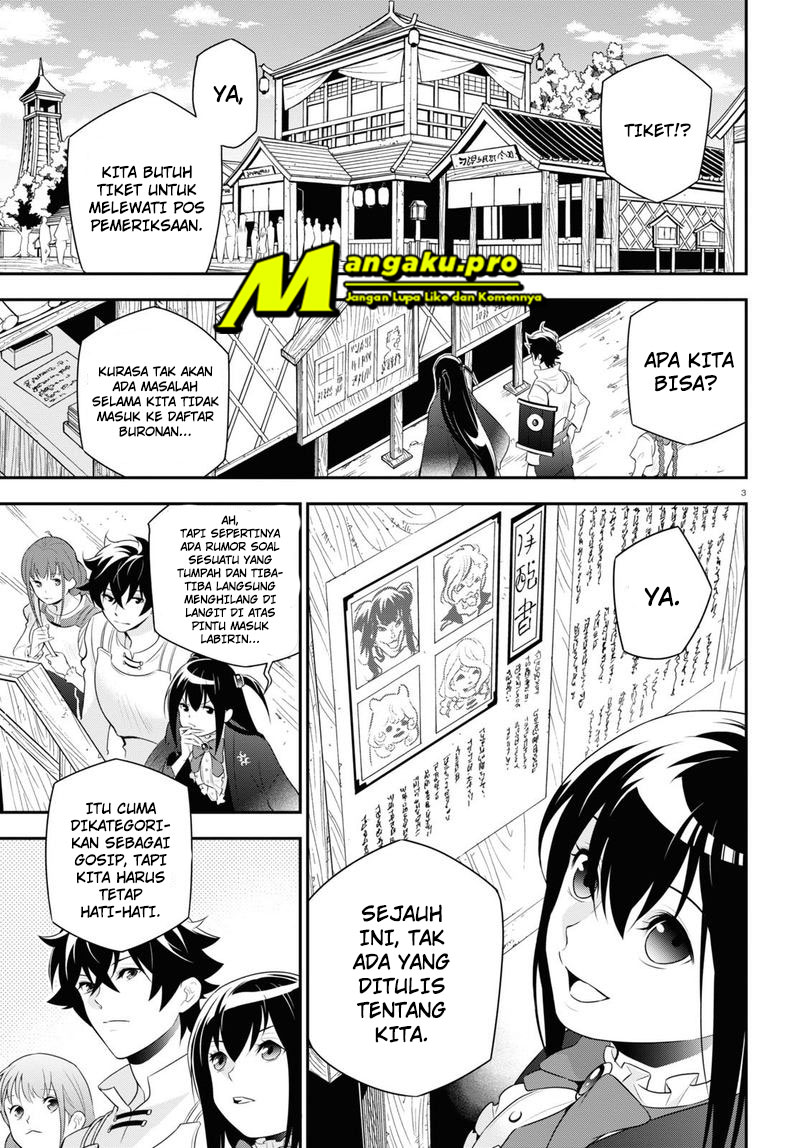 TIKET!?
YA,
KITA BUTUH
TIKET UNTUK
MELEWATI POS
PEMERIKSAAN.
Mangaku.pro
Jangan Lupa Like dan Komennya
APA KITA
BISA?
KURASA TAK AKAN
ADA MASALAH
SELAMA KITA TIDAK
MASUK KE DAFTAR
BURONAN...
3
YA.
SEJAUH
INI, TAK
ADA YANG
DITULIS
TENTANG
KITA.
AH,
TAPI SEPERTINYA
ADA RUMOR SOAL
SESUATU YANG
TUMPAH DAN TIBA-
TIBA LANGSUNG
MENGHILANG DI
LANGIT DI ATAS
PINTU MASUK
LABIRIN...
ITU CUMA
DIKATEGORI-
KAN SEBAGAI
GOSIP, TAPI
KITA HARUS
TETAP
HATI-HATI.